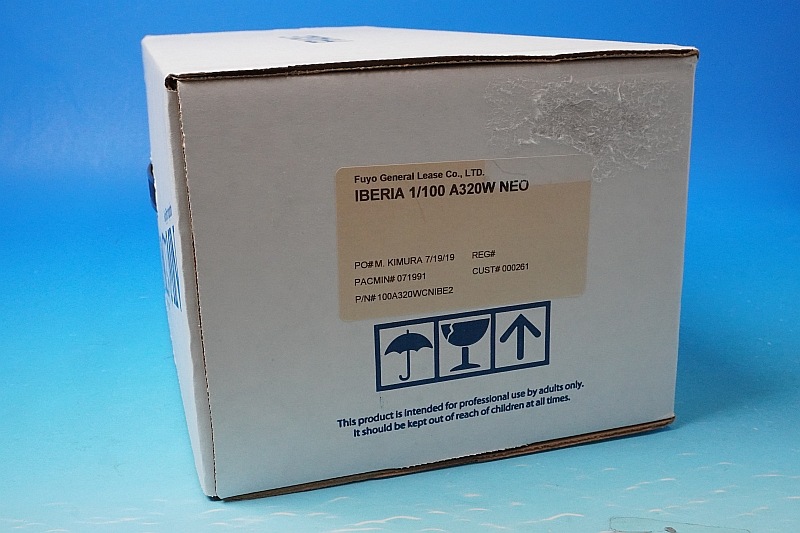 Fuyo General Lease Co., LTD.
IBERIA 1/100 A320W NEO
PO# M. KIMURA 7/19/19 REG#
PACMIN# 071991 CUST# 000261
P/N# 100A320WCNIBE2
This product is intended for professional use by adults only.
It should be kept out of reach of children at all times.